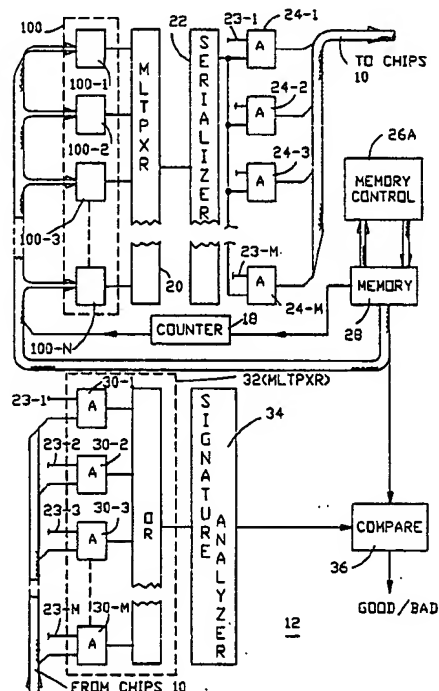 100
22
23-1
24-1
100-1
MLTPXR
SERIALIZER
A
TO CHIPS
10
24-2
A
26A
100-2
24-3
A
MEMORY
CONTROL
100-3
23-M
A
MEMORY
28
20
24-M
100-N
COUNTER
18
32(MLTPXR)
30-1
23-1
A
34
23-2
30-2
A
SIGNATURE
ANALYZER
23-3
30-3
A
OR
COMPARE
36
23-M
30-M
A
GOOD/BAD
12
FROM CHIPS 10